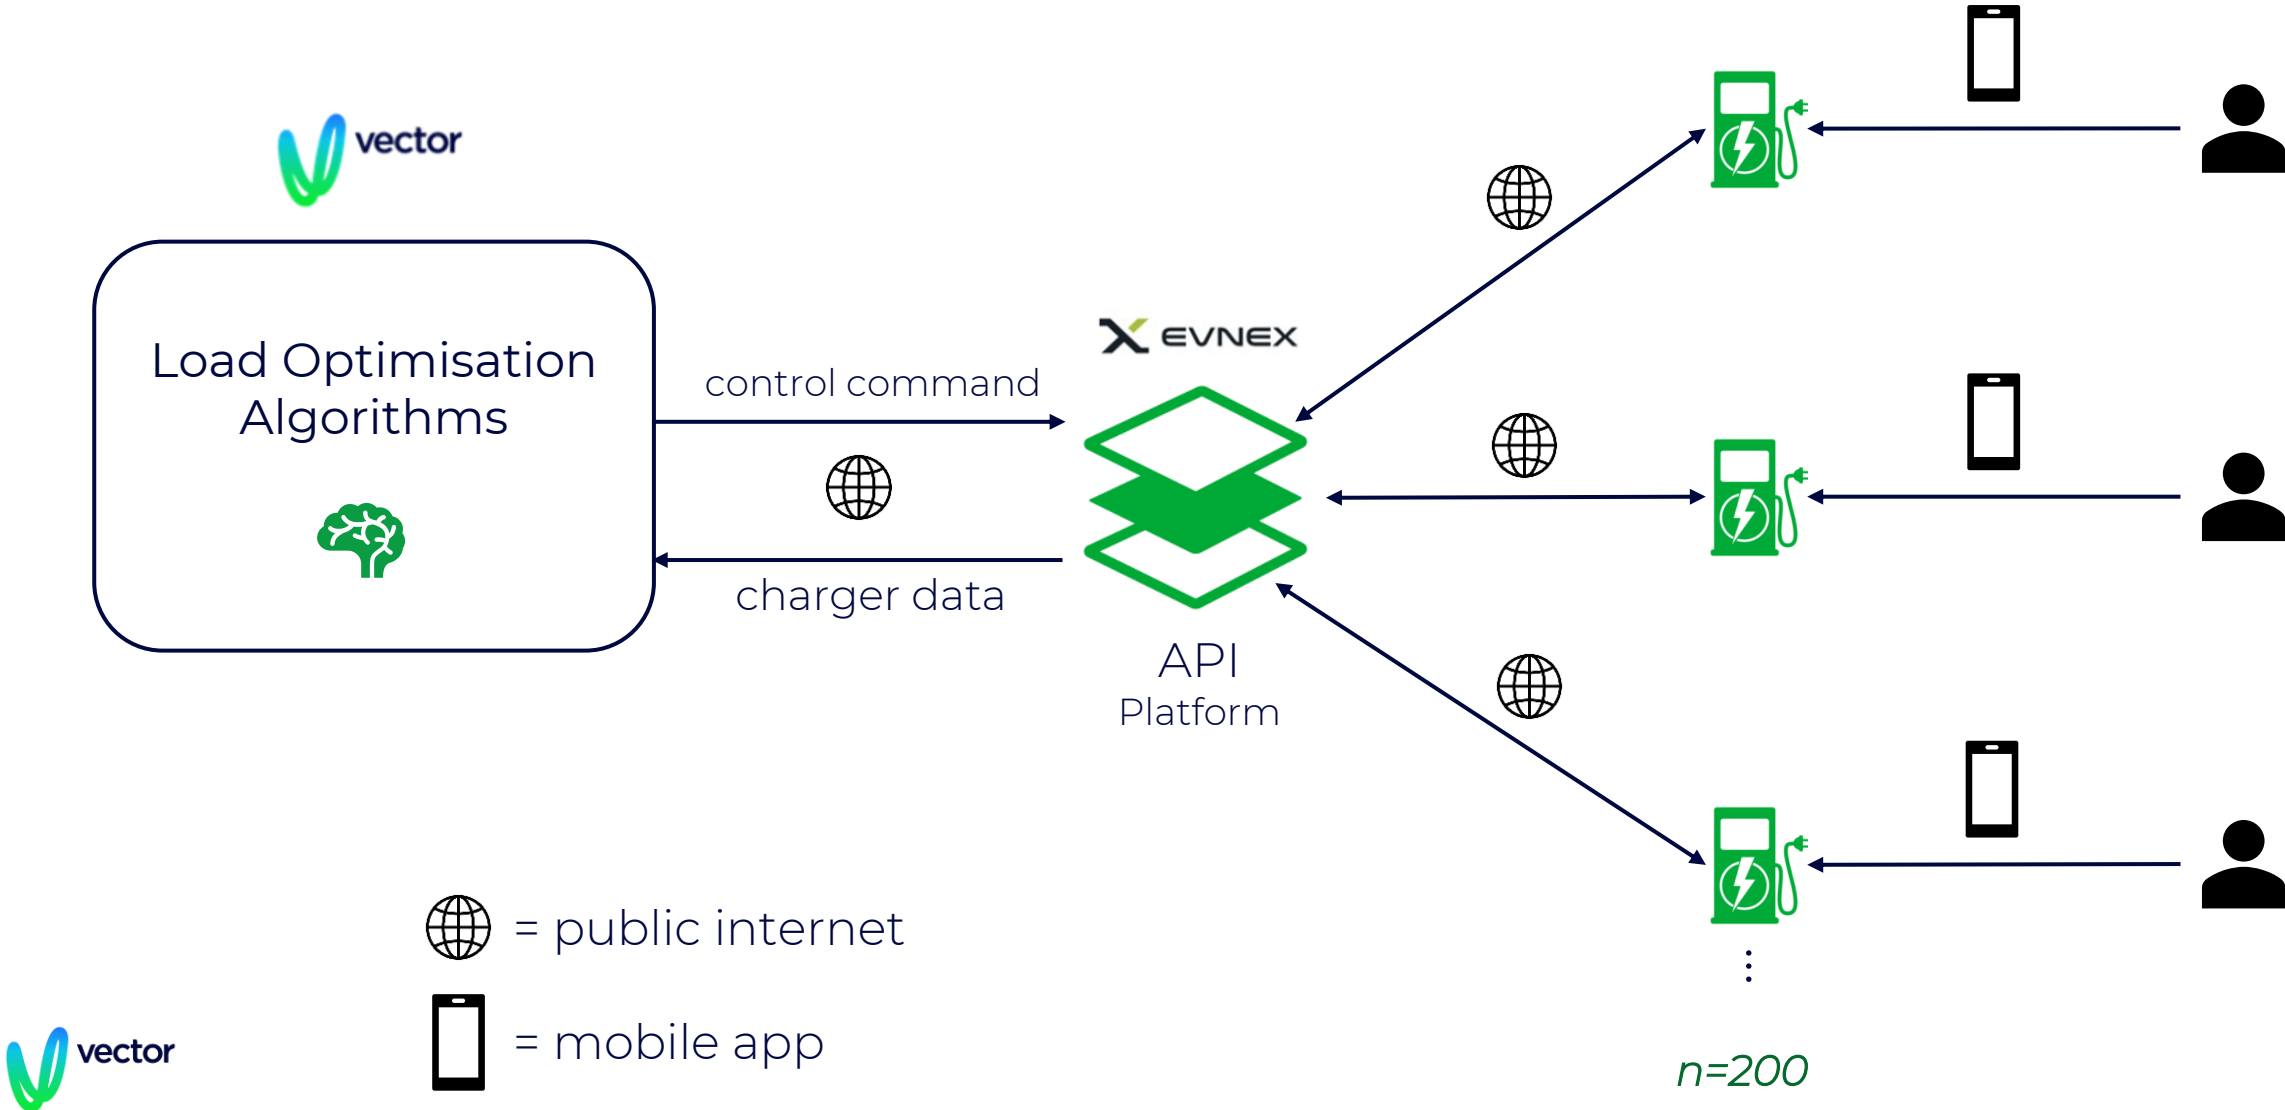 vector
Load Optimisation
Algorithms
control command
charger data
EVNEX
API
Platform
= public internet
= mobile app
vector
n=200